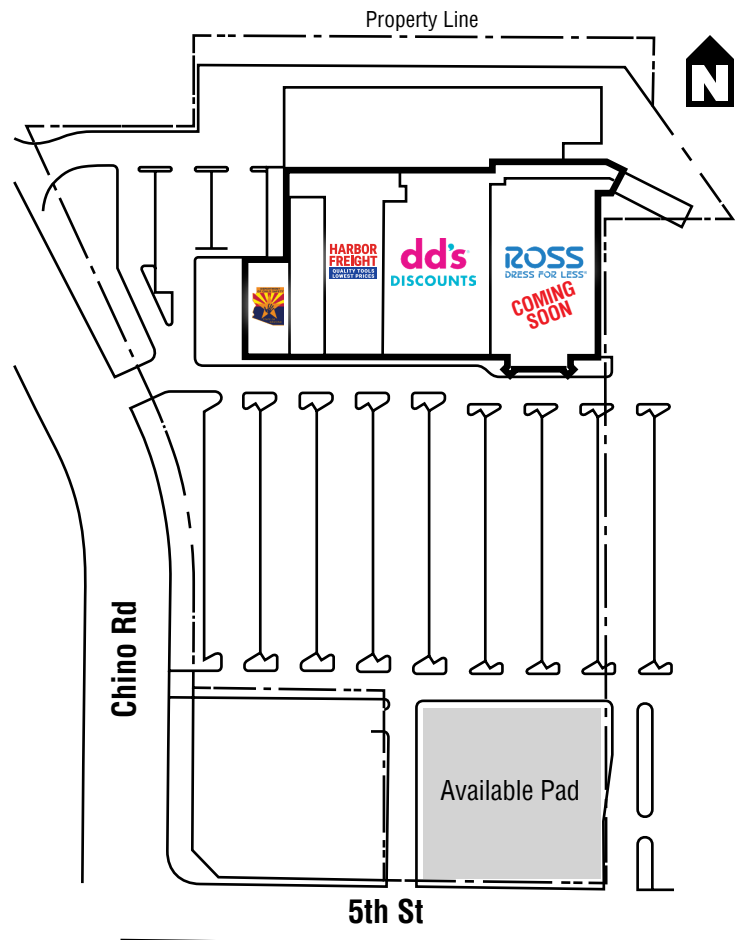 Property Line
N
HARBOR
FREIGHT
QUALITY TOOLS
LOWEST PRICES
dd's
DISCOUNTS
ROSS
DRESS FOR LESS®
COMING
SOON
Chino Rd
Available Pad
5th St